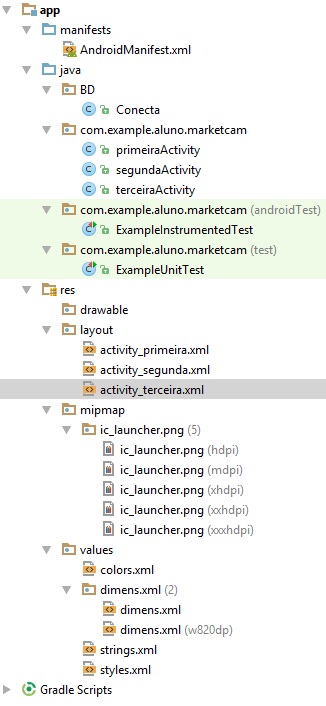 app
manifests
AndroidManifest.xml
java
BD
Conecta
com.example.aluno.marketcam
primeiraActivity
segundaActivity
terceiraActivity
com.example.aluno.marketcam (androidTest)
ExampleInstrumentedTest
com.example.aluno.marketcam (test)
ExampleUnitTest
res
drawable
layout
activity_primeira.xml
activity_segunda.xml
activity_terceira.xml
mipmap
ic_launcher.png (5)
ic_launcher.png (hdpi)
ic_launcher.png (mdpi)
ic_launcher.png (xhdpi)
ic_launcher.png (xxhdpi)
ic_launcher.png (xxxhdpi)
values
colors.xml
dimens.xml (2)
dimens.xml
dimens.xml (w820dp)
strings.xml
styles.xml
Gradle Scripts